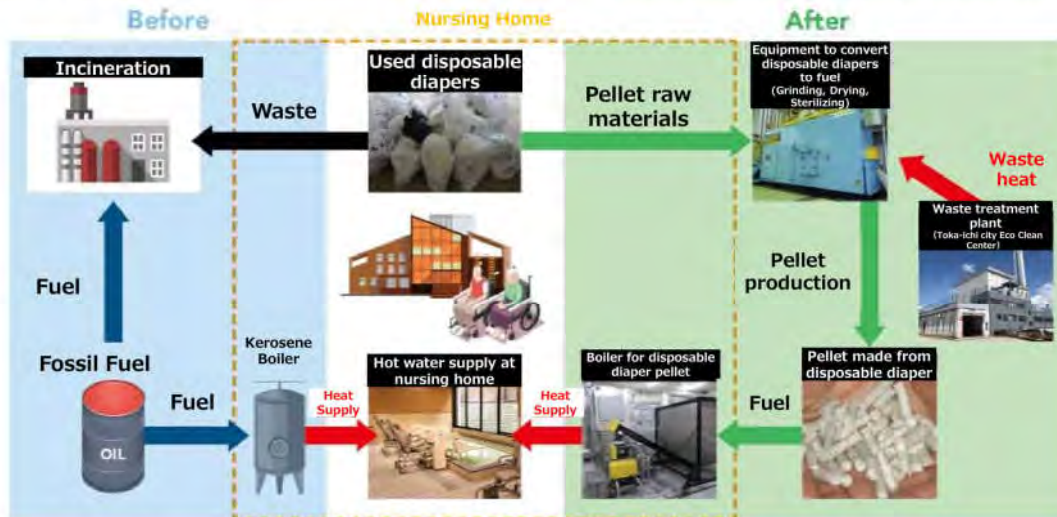 Before
Nursing Home
After
Incineration
Used disposable
diapers
Equipment to convert
disposable diapers
to fuel
(Grinding, Drying,
Sterilizing)
Waste
Pellet raw
materials
Waste
heat
Waste treatment
plant
(Toka-ichi city Eco Clean
Center)
Fuel
Pellet
production
Fossil Fuel
Kerosene
Boiler
Hot water supply at
nursing home
Boiler for disposable
diaper pellet
Pellet made from
disposable diaper
Fuel
Heat
Supply
Heat
Supply
Fuel
OIL